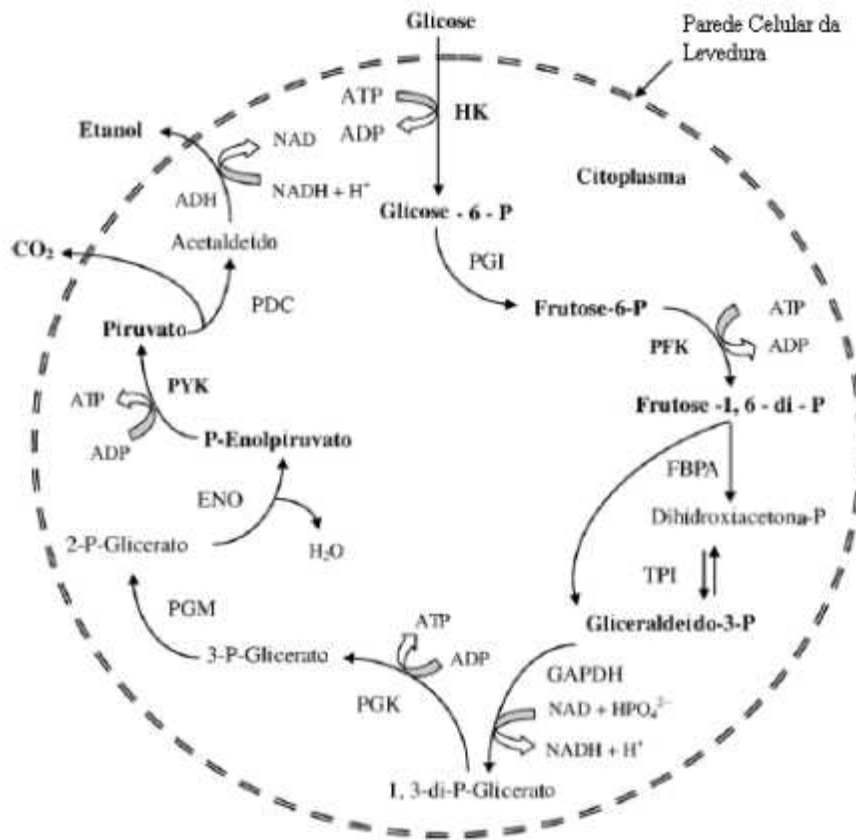 Glicose
Parede Celular da
Levedura
ATP
ADP
HK
Etanol
NAD
NADH + H⁺
ADH
Citoplasma
Glicose - 6 - P
Acetaldeído
CO₂
PGI
PDC
Frutose-6-P
ATP
ADP
PFK
Piruvato
PYK
ATP
ADP
Frutose -1, 6 - di - P
P-Enolpiruvato
FBPA
ENO
Dihidroxiacetona-P
2-P-Glicerato
H₂O
TPI
Gliceraldeído-3-P
PGM
ATP
ADP
3-P-Glicerato
GAPDH
PGK
NAD + HPO₄²⁻
NADH + H⁺
1, 3-di-P-Glicerato